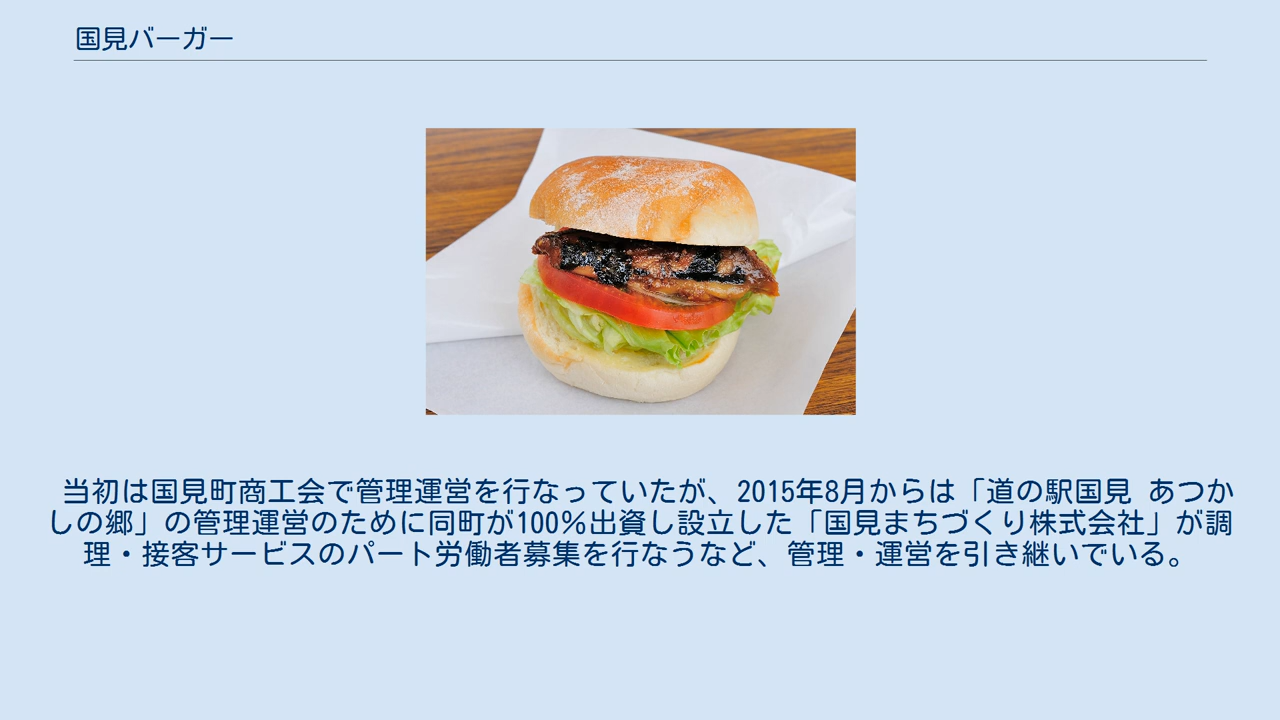 国見バーガー
当初は国見町商工会で管理運営を行なっていたが、2015年8月からは「道の駅国見 あつか
しの郷」の管理運営のために同町が100％出資し設立した「国見まちづくり株式会社」が調
理・接客サービスのパート労働者募集を行なうなど、管理・運営を引き継いでいる。